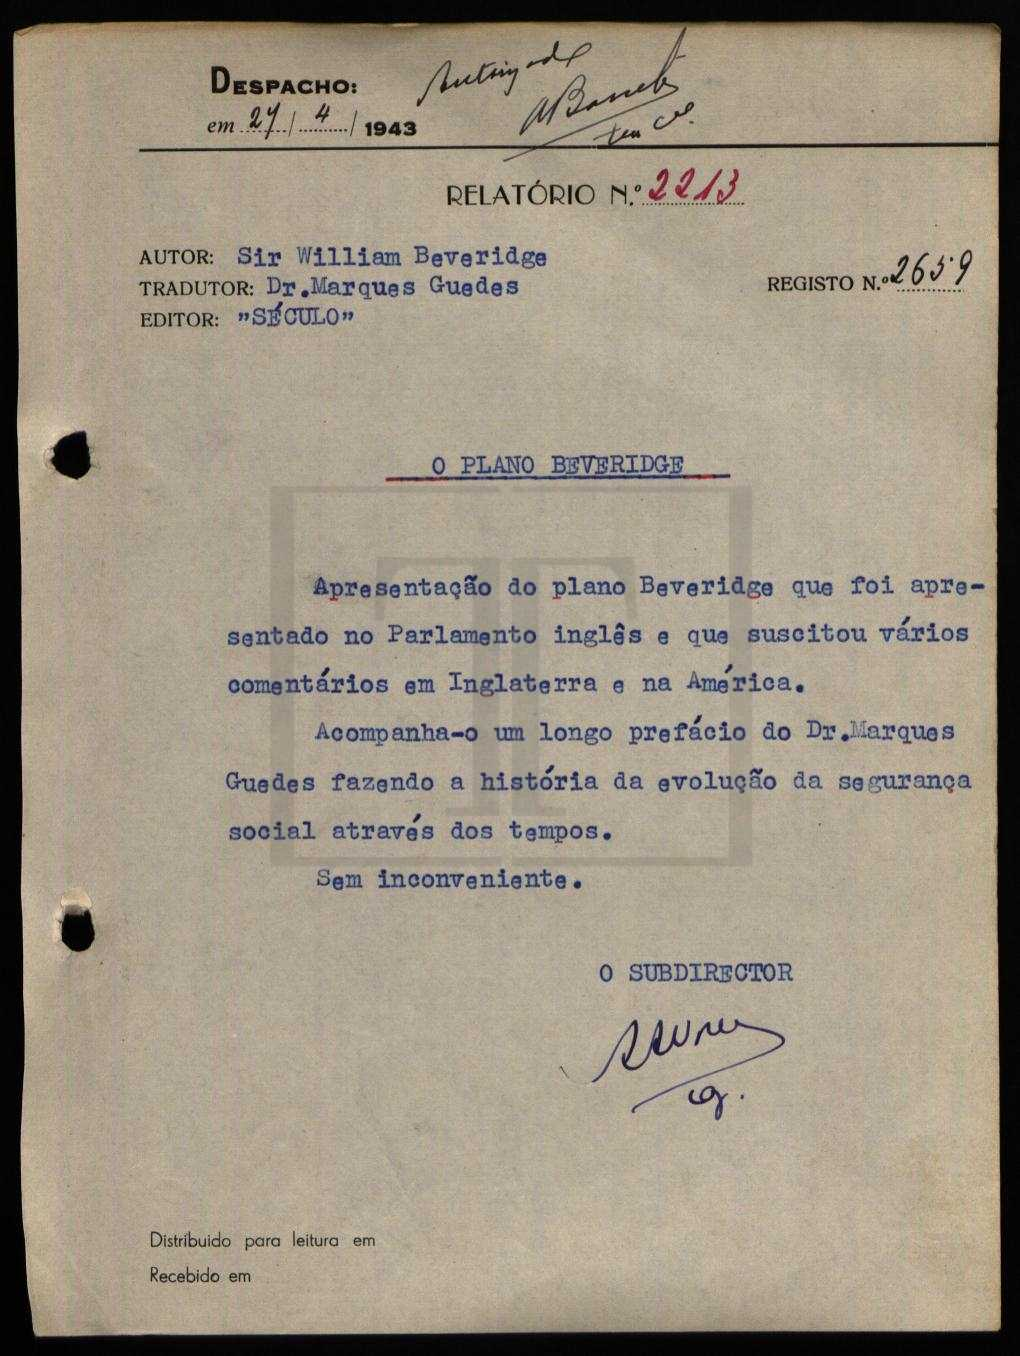 DESPACHO: Autorizado
em 27/4/1943 ABarreto
ten cel.
RELATÓRIO N.º 2213
AUTOR: Sir William Beveridge
TRADUTOR: Dr.Marques Guedes
REGISTO N.º 2659
EDITOR: "SÉCULO"
O PLANO BEVERIDGE
Apresentação do plano Beveridge que foi apre-
sentado no Parlamento inglês e que suscitou vários
comentários em Inglaterra e na América.
Acompanha-o um longo prefácio do Dr.Marques
Guedes fazendo a história da evolução da segurança
social através dos tempos.
Sem inconveniente.
O SUBDIRECTOR
Distribuido para leitura em
Recebido em